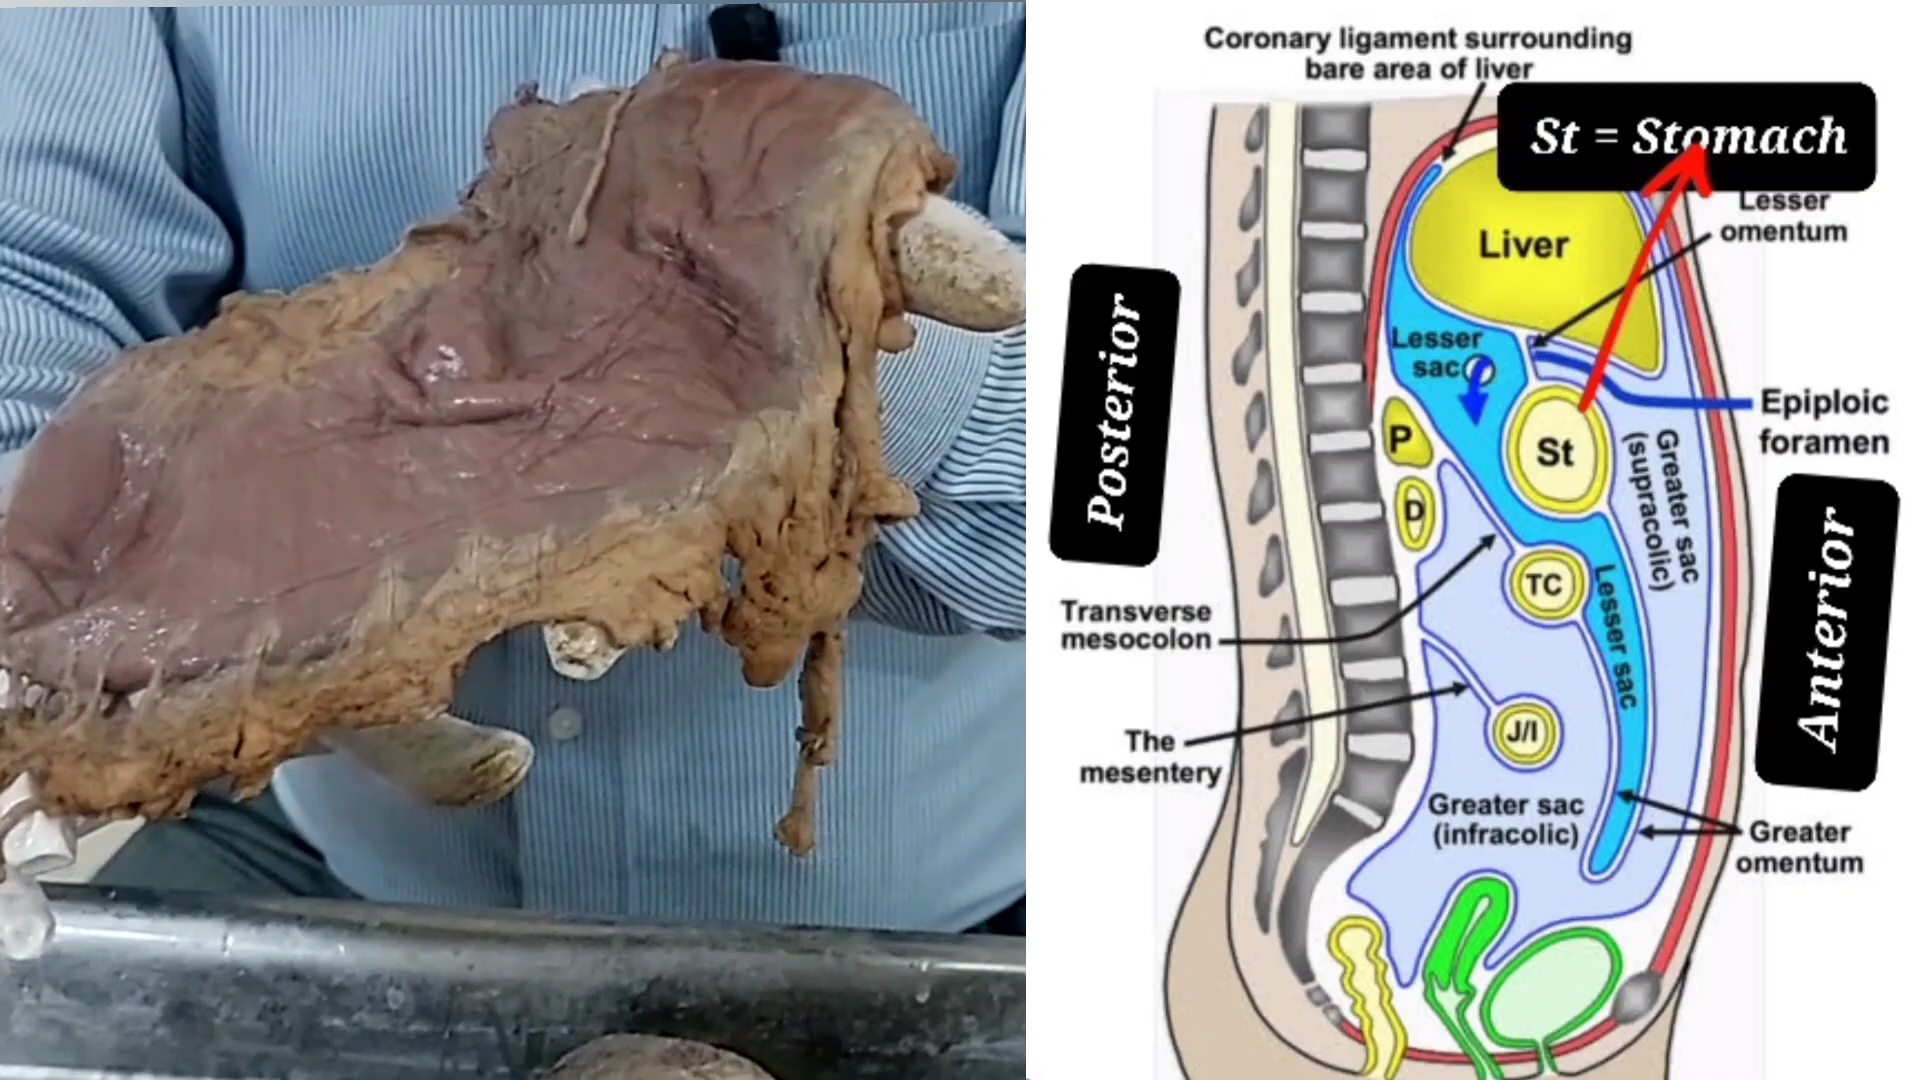 Coronary ligament surrounding
bare area of liver
St = Stomach
Lesser
omentum
Liver
Lesser
sac
Posterior
P
St
Epiploic
foramen
Greater sac
(supracolic)
D
TC
Lesser sac
Transverse
mesocolon
Anterior
The
mesentery
J/I
Greater sac
(infracolic)
Greater
omentum